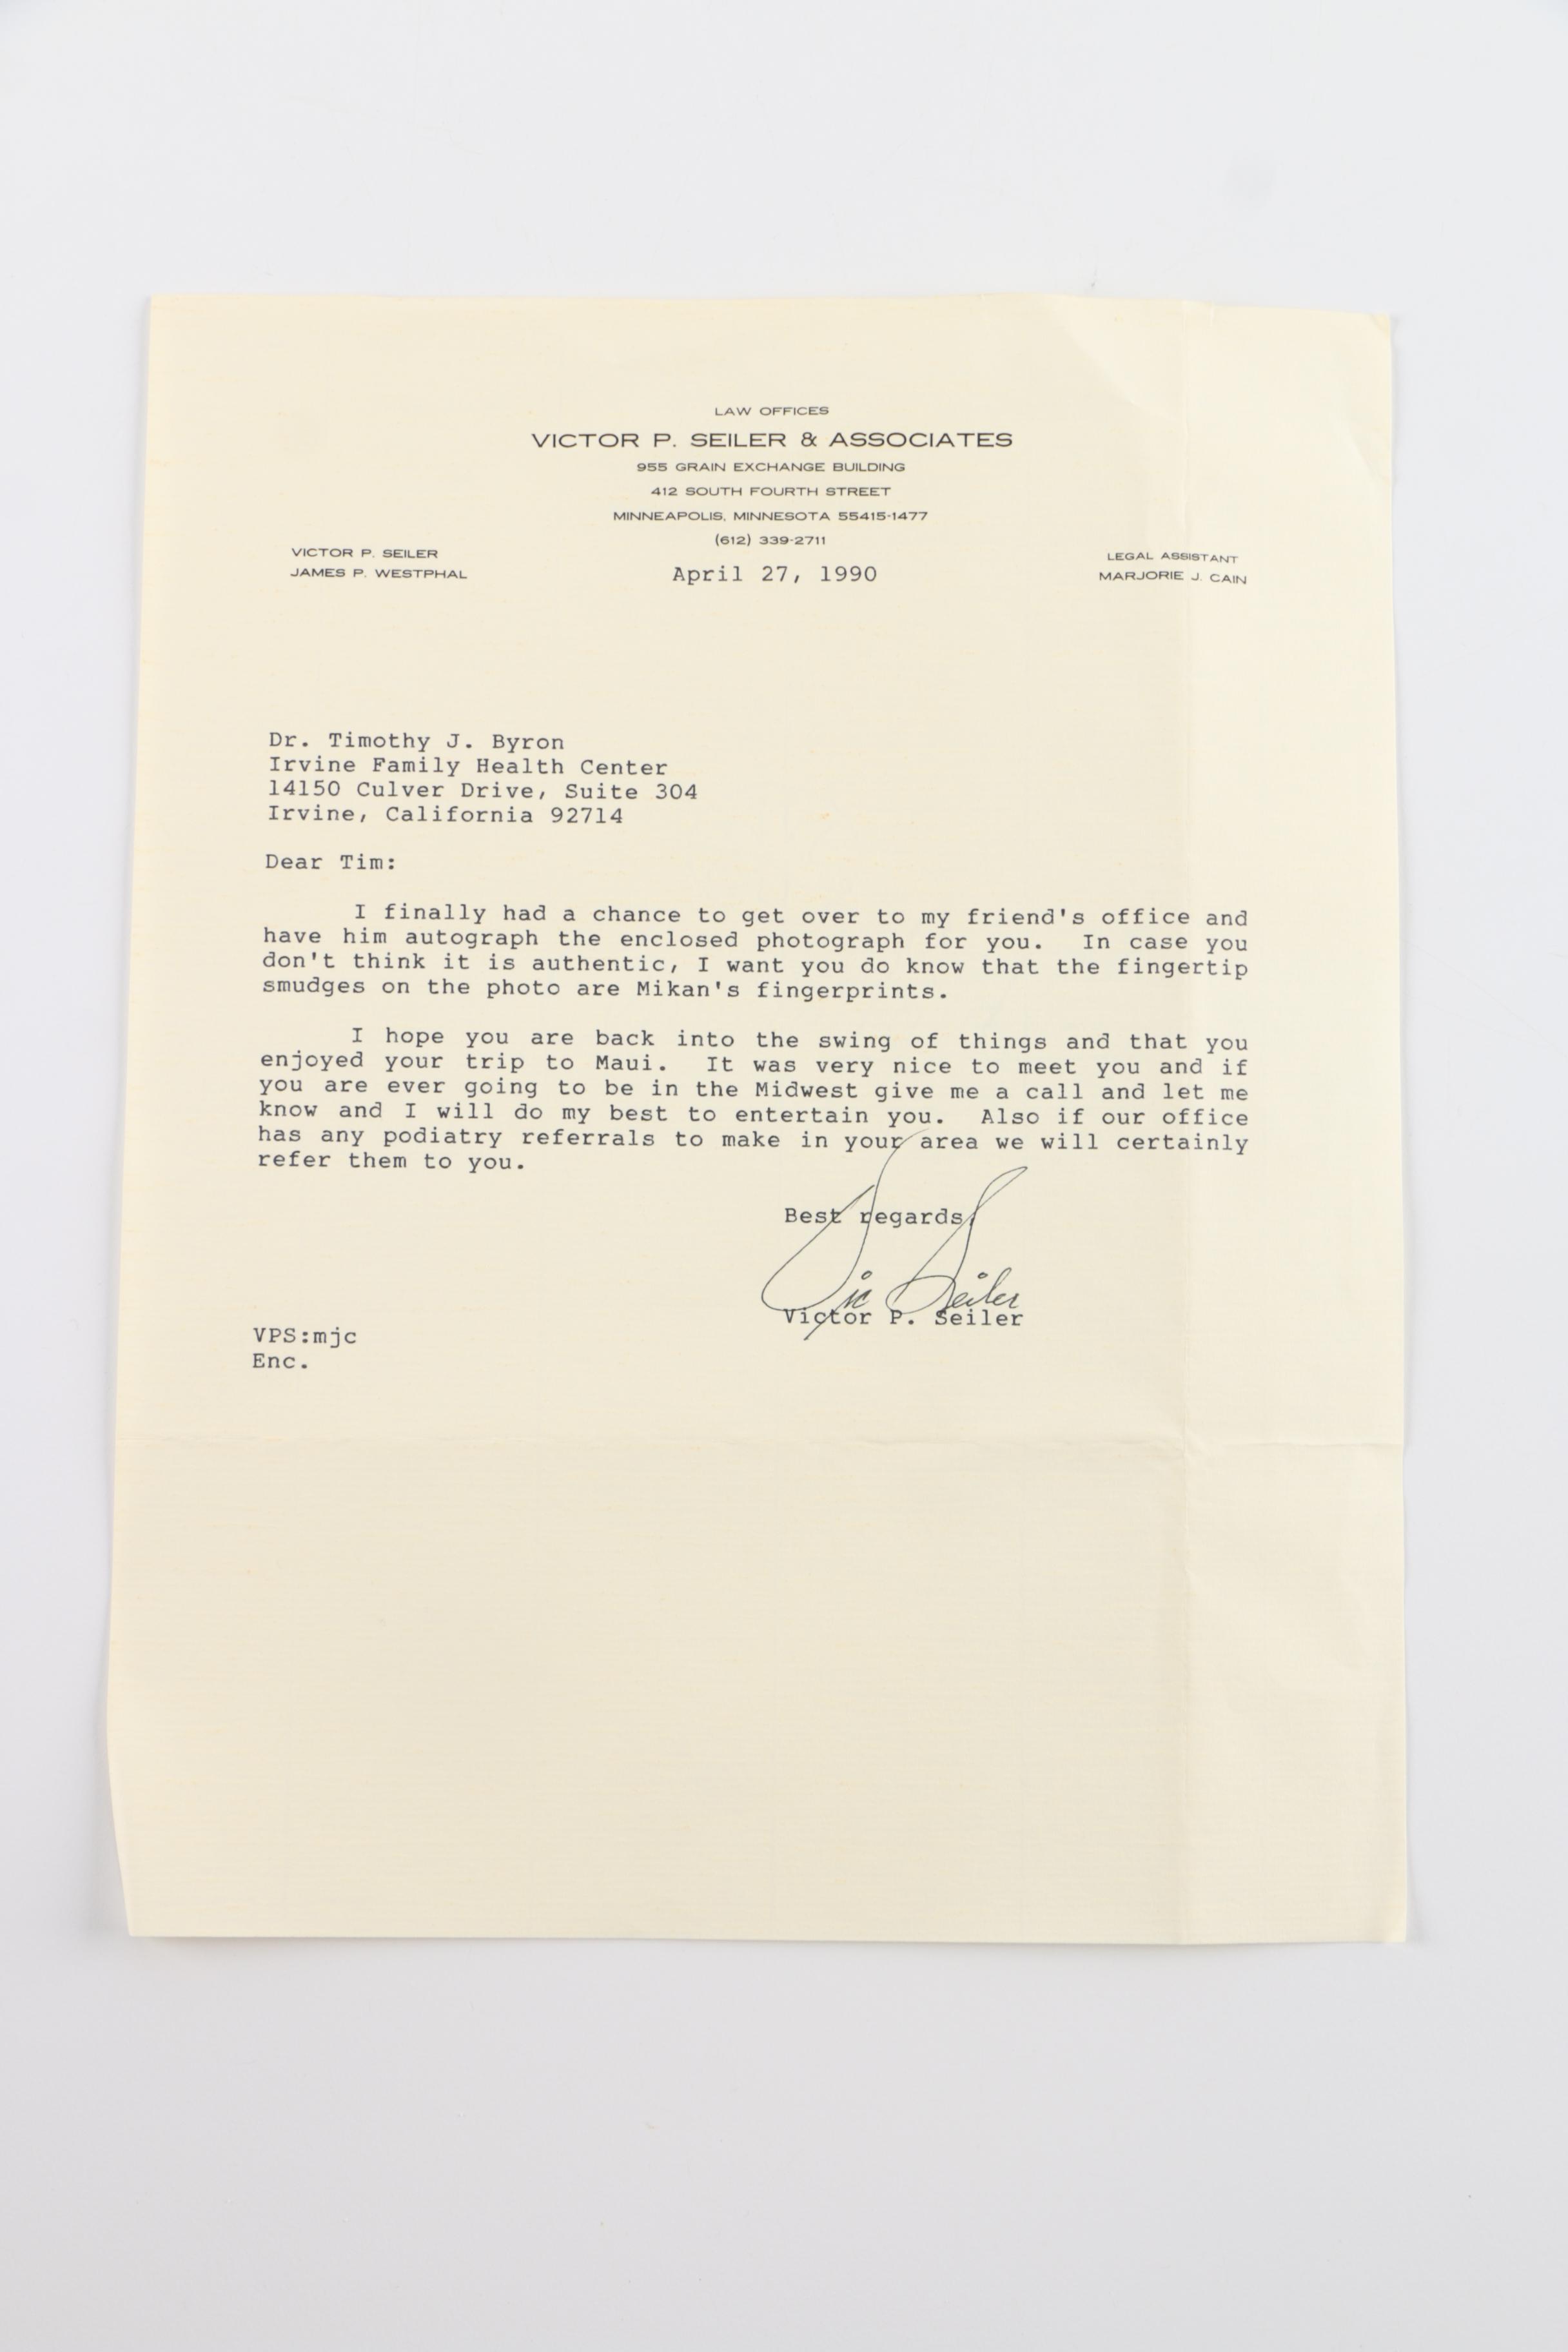 LAW OFFICES
VICTOR P. SEILER & ASSOCIATES
955 GRAIN EXCHANGE BUILDING
412 SOUTH FOURTH STREET
MINNEAPOLIS, MINNESOTA 55415-1477
(612) 339-2711
VICTOR P. SEILER
JAMES P. WESTPHAL
LEGAL ASSISTANT
MARJORIE J. CAIN
April 27, 1990
Dr. Timothy J. Byron
Irvine Family Health Center
14150 Culver Drive, Suite 304
Irvine, California 92714
Dear Tim:
I finally had a chance to get over to my friend's office and
have him autograph the enclosed photograph for you. In case you
don't think it is authentic, I want you do know that the fingertip
smudges on the photo are Mikan's fingerprints.
I hope you are back into the swing of things and that you
enjoyed your trip to Maui. It was very nice to meet you and if
you are ever going to be in the Midwest give me a call and let me
know and I will do my best to entertain you. Also if our office
has any podiatry referrals to make in your area we will certainly
refer them to you.
Best regards,
Vic Seiler
Victor P. Seiler
VPS:mjc
Enc.